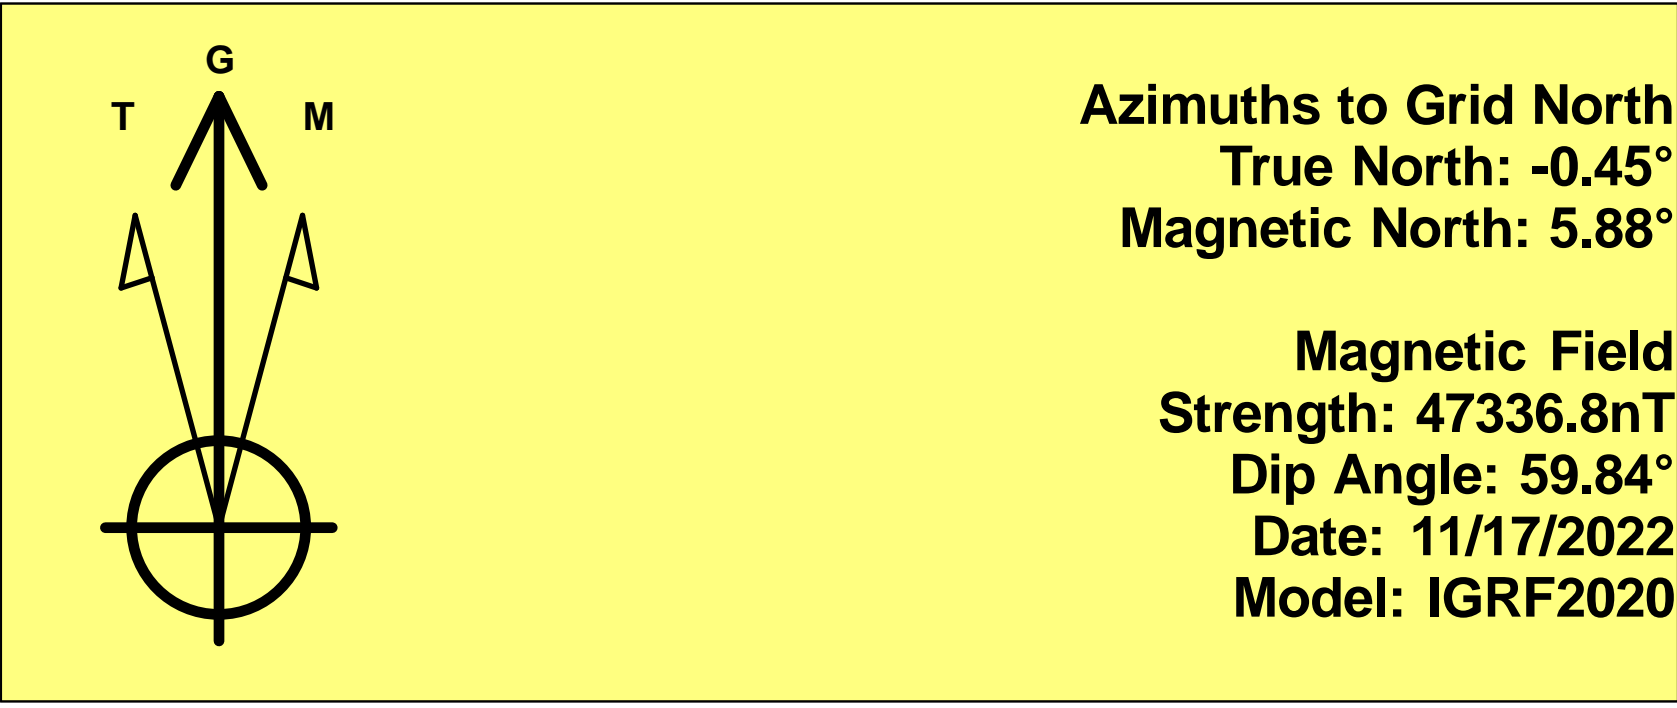 G
T
M
Azimuths to Grid North
True North: -0.45°
Magnetic North: 5.88°
Magnetic Field
Strength: 47336.8nT
Dip Angle: 59.84°
Date: 11/17/2022
Model: IGRF2020